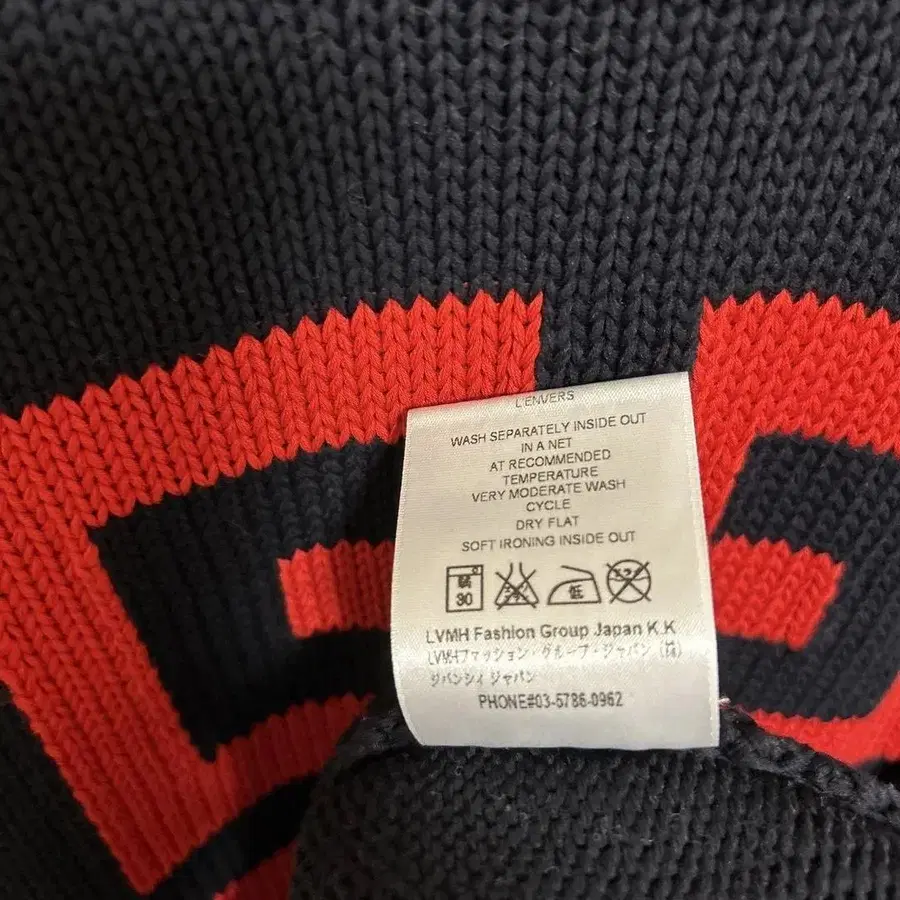 L'ENVERS
WASH SEPARATELY INSIDE OUT
IN A NET
AT RECOMMENDED
TEMPERATURE
VERY MODERATE WASH
CYCLE
DRY FLAT
SOFT IRONING INSIDE OUT
弱
30
低
LVMH Fashion Group Japan K.K
LVMHファッション・グループ・ジャパン (株)
ジバンシィ ジャパン
PHONE#03-5786-0962